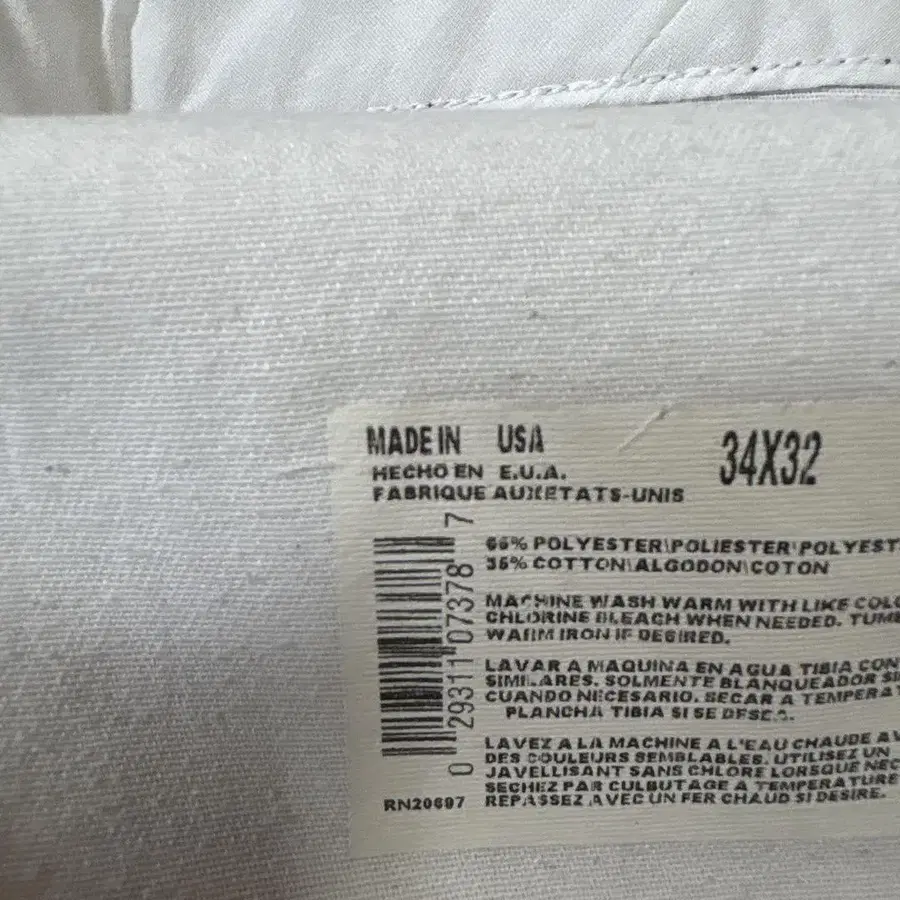 MADE IN USA
34X32
HECHO EN E.U.A.
FABRIQUE AUX ETATS-UNIS
65% POLYESTER\POLIESTER\POLYEST
35% COTTON\ALGODON\COTON
MACHINE WASH WARM WITH LIKE COLO
CHLORINE BLEACH WHEN NEEDED. TUMB
WARM IRON IF DESIRED.
LAVAR A MAQUINA EN AGUA TIBIA CON
SIMILARES. SOLMENTE BLANQUEADOR SI
CUANDO NECESARIO. SECAR A TEMPERAT
PLANCHA TIBIA SI SE DESEA.
LAVEZ A LA MACHINE A L'EAU CHAUDE AV
DES COULEURS SEMBLABLES. UTILISEZ UN
JAVELLISANT SANS CHLORE LORSQUE NEC
SECHEZ PAR CULBUTAGE A TEMPERATURE
REPASSEZ AVEC UN FER CHAUD SI DESIRE.
0 29311 07378 7
RN20697